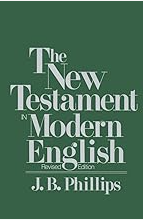 The
New
Testament
IN Modern
Revised Edition
English
J. B. Phillips